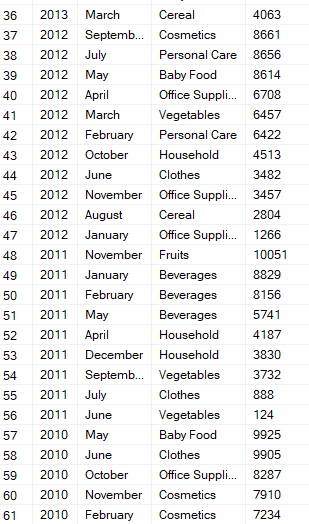 36 2013 March Cereal 4063
37 2012 Septemb... Cosmetics 8661
38 2012 July Personal Care 8656
39 2012 May Baby Food 8614
40 2012 April Office Suppli... 6708
41 2012 March Vegetables 6457
42 2012 February Personal Care 6422
43 2012 October Household 4513
44 2012 June Clothes 3482
45 2012 November Office Suppli... 3457
46 2012 August Cereal 2804
47 2012 January Office Suppli... 1266
48 2011 November Fruits 10051
49 2011 January Beverages 8829
50 2011 February Beverages 8156
51 2011 May Beverages 5741
52 2011 April Household 4187
53 2011 December Household 3830
54 2011 Septemb... Vegetables 3732
55 2011 July Clothes 888
56 2011 June Vegetables 124
57 2010 May Baby Food 9925
58 2010 June Clothes 9905
59 2010 October Office Suppli... 8287
60 2010 November Cosmetics 7910
61 2010 February Cosmetics 7234